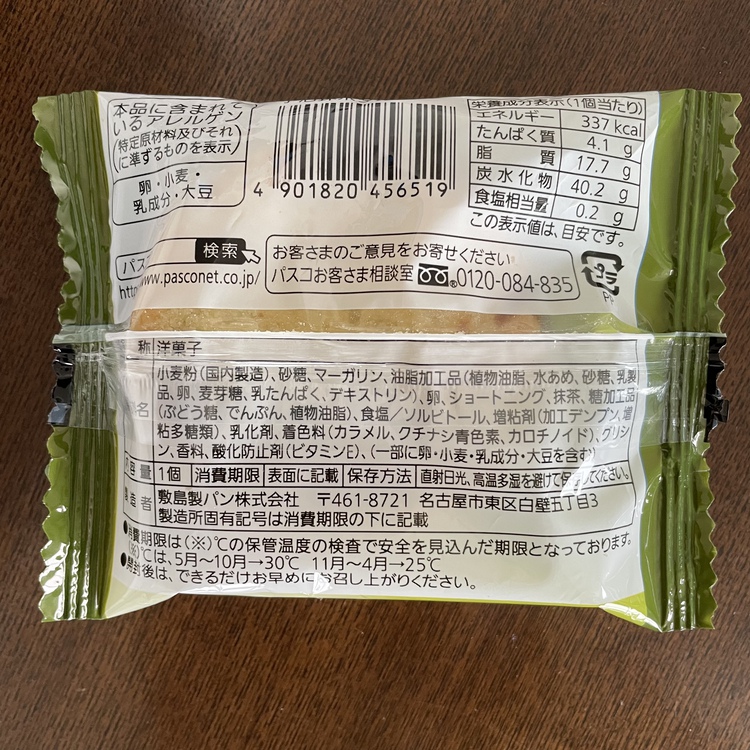 本品に含まれて
いるアレルゲン
(特定原材料及びそれ
に準ずるものを表示)
卵・小麦・
乳成分・大豆
4 901820 456519
栄養成分表示(1個当たり)
エネルギー 337 kcal
たんぱく質 4.1 g
脂質 17.7 g
炭水化物 40.2 g
食塩相当量 0.2 g
この表示値は、目安です。
パス
検索
www.pasconet.co.jp/
お客さまのご意見をお寄せください
パスコお客さま相談室 0120-084-835
プラ
称 洋菓子
小麦粉(国内製造)、砂糖、マーガリン、油脂加工品(植物油脂、水あめ、砂糖、乳製
品、卵、麦芽糖、乳たんぱく、デキストリン)、卵、ショートニング、抹茶、糖加工品
名 (ぶどう糖、でんぷん、植物油脂)、食塩/ソルビトール、増粘剤(加工デンプン、増
粘多糖類)、乳化剤、着色料(カラメル、クチナシ青色素、カロチノイド)、グリシ
ン、香料、酸化防止剤(ビタミンE)、(一部に卵・小麦・乳成分・大豆を含む)
内容量 1個 消費期限 表面に記載 保存方法 直射日光、高温多湿を避けて保存してください。
製造者 敷島製パン株式会社 〒461-8721 名古屋市東区白壁五丁目3
製造所固有記号は消費期限の下に記載
●消費期限は(※)℃の保管温度の検査で安全を見込んだ期限となっております。
(※)℃は、5月~10月→30℃ 11月~4月→25℃
●開封後は、できるだけお早めにお召し上がりください。